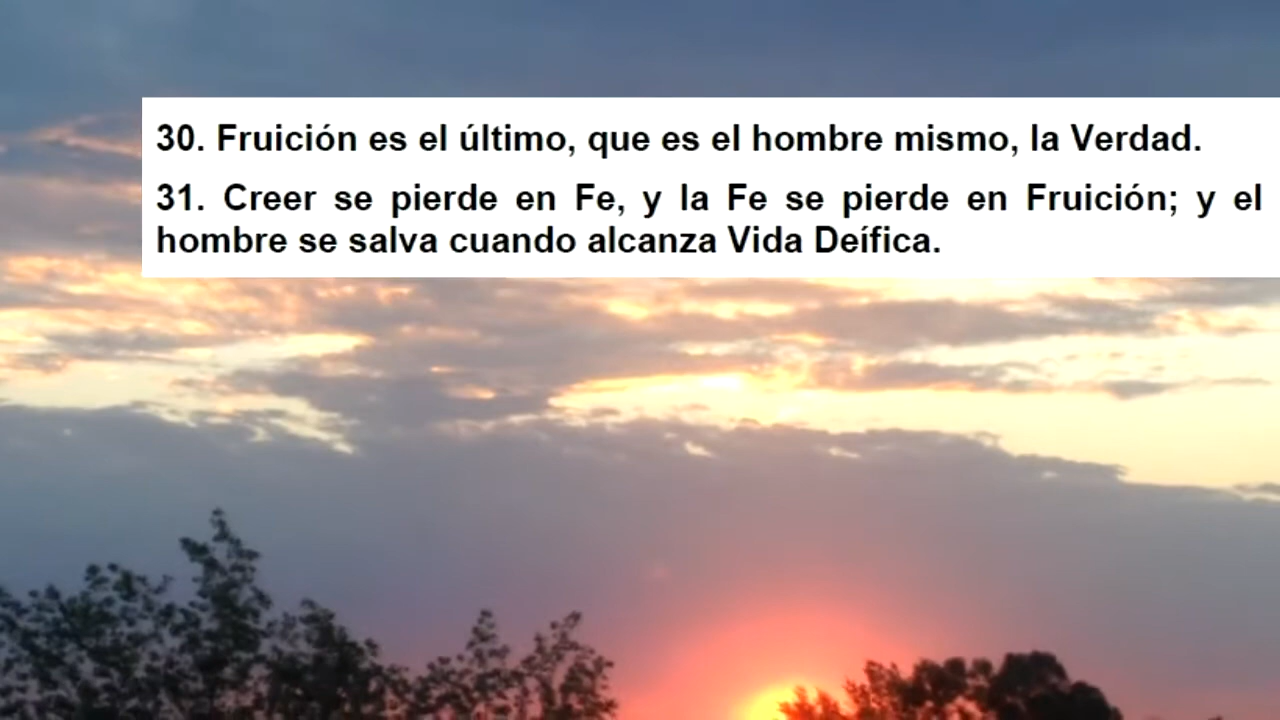 30. Fruición es el último, que es el hombre mismo, la Verdad.
31. Creer se pierde en Fe, y la Fe se pierde en Fruición; y el
hombre se salva cuando alcanza Vida Deífica.